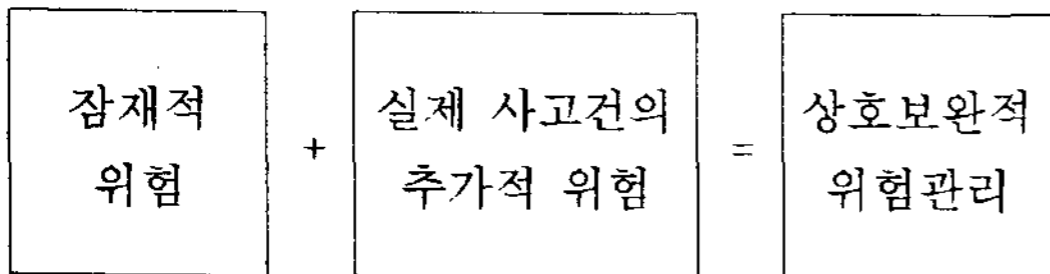 잠재적
위험
+
실제 사고건의
추가적 위험
=
상호보완적
위험관리